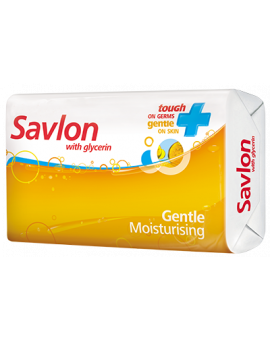 tough
ON GERMS
gentle
ON SKIN
Savlon
with glycerin
Gentle
Moisturising
Savlon
with glycerin